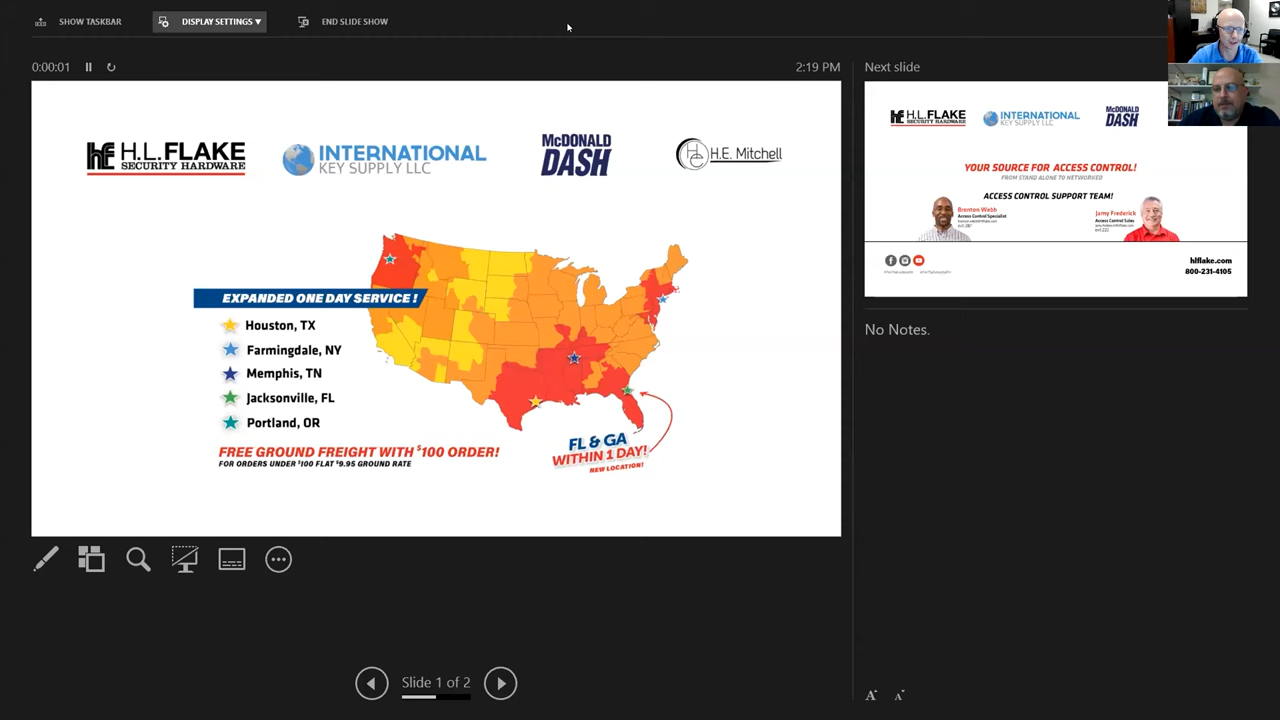 SHOW TASKBAR
DISPLAY SETTINGS ▼
END SLIDE SHOW
0:00:01
2:19 PM
Next slide
H.L.FLAKE
SECURITY HARDWARE
INTERNATIONAL
KEY SUPPLY LLC
McDONALD
DASH
H.E. Mitchell
EXPANDED ONE DAY SERVICE !
Houston, TX
Farmingdale, NY
Memphis, TN
Jacksonville, FL
Portland, OR
FREE GROUND FREIGHT WITH $100 ORDER!
FOR ORDERS UNDER $100 FLAT $9.95 GROUND RATE
FL & GA
WITHIN 1 DAY!
NEW LOCATION!
H.L.FLAKE
SECURITY HARDWARE
INTERNATIONAL
KEY SUPPLY LLC
McDONALD
DASH
YOUR SOURCE FOR ACCESS CONTROL!
FROM STAND ALONE TO NETWORKED
ACCESS CONTROL SUPPORT TEAM!
Brenton Webb
Access Control Specialist
Jamy Frederick
Access Control Sales
hlflake.com
800-231-4105
No Notes.
Slide 1 of 2